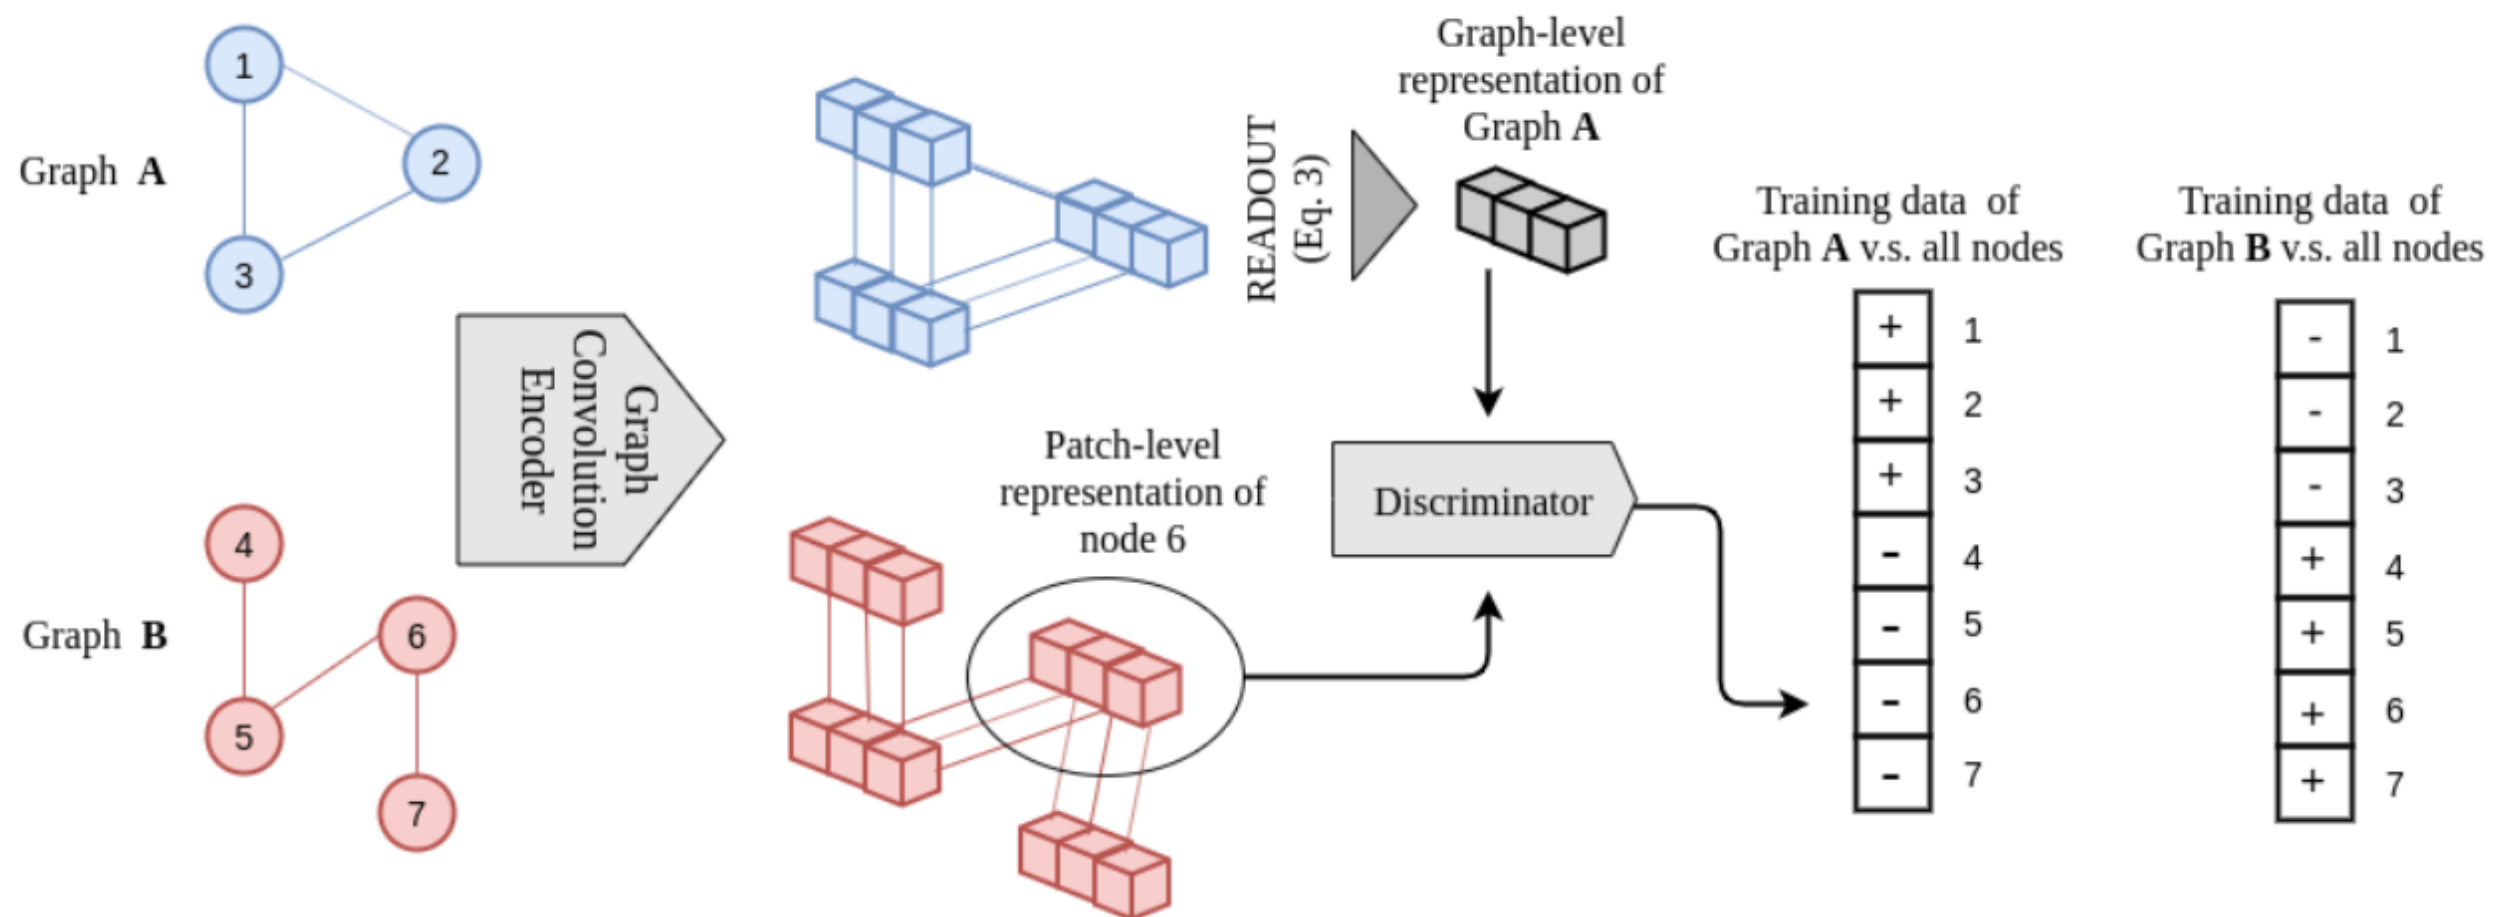 Graph A
1
2
3
Graph B
4
5
6
7
Graph
Convolution
Encoder
READOUT
(Eq. 3)
Graph-level
representation of
Graph A
Patch-level
representation of
node 6
Discriminator
Training data of
Graph A v.s. all nodes
+ 1
+ 2
+ 3
- 4
- 5
- 6
- 7
Training data of
Graph B v.s. all nodes
- 1
- 2
- 3
+ 4
+ 5
+ 6
+ 7